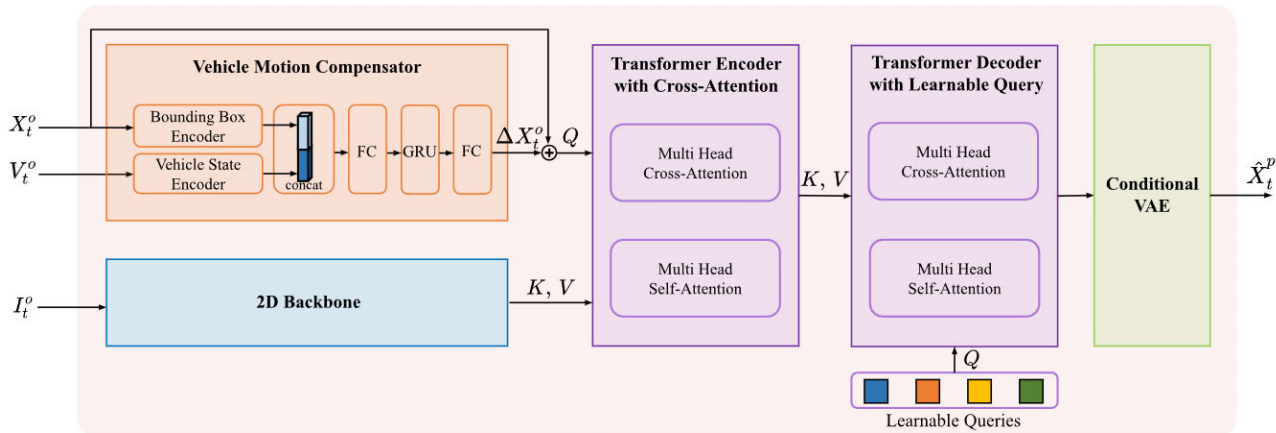 Vehicle Motion Compensator
X_t^o
Bounding Box
Encoder
V_t^o
Vehicle State
Encoder
concat
FC
GRU
FC
ΔX_t^o
Q
I_t^o
2D Backbone
K, V
Transformer Encoder
with Cross-Attention
Multi Head
Cross-Attention
Multi Head
Self-Attention
K, V
Transformer Decoder
with Learnable Query
Multi Head
Cross-Attention
Multi Head
Self-Attention
Q
Learnable Queries
Conditional
VAE
X̂_t^p